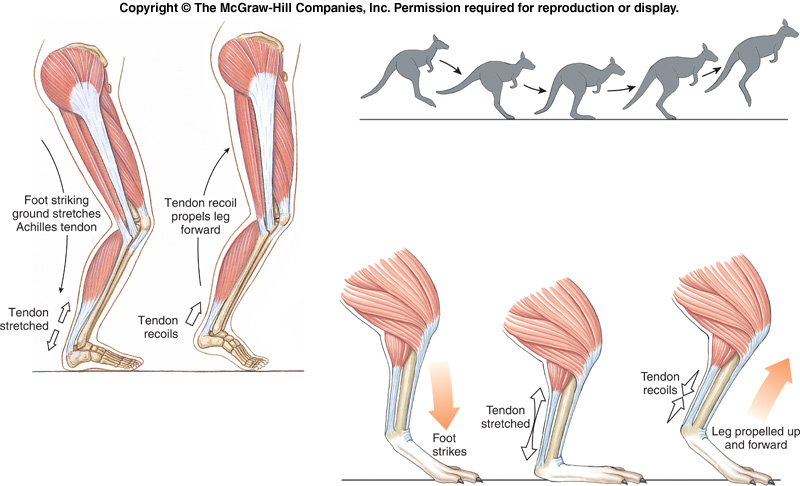 Copyright © The McGraw-Hill Companies, Inc. Permission required for reproduction or display.
Foot striking
ground stretches
Achilles tendon
Tendon
stretched
Tendon recoil
propels leg
forward
Tendon
recoils
Foot
strikes
Tendon
stretched
Tendon
recoils
Leg propelled up
and forward